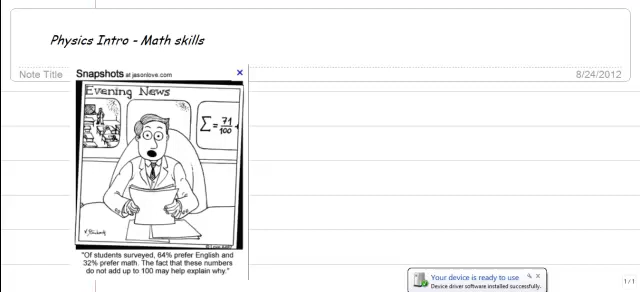 Physics Intro - Math skills
Note Title
8/24/2012
Snapshots at jasonlove.com
Evening News
Σ = 71/100
"Of students surveyed, 64% prefer English and
32% prefer math. The fact that these numbers
do not add up to 100 may help explain why."
Your device is ready to use
Device driver software installed successfully.
1/1